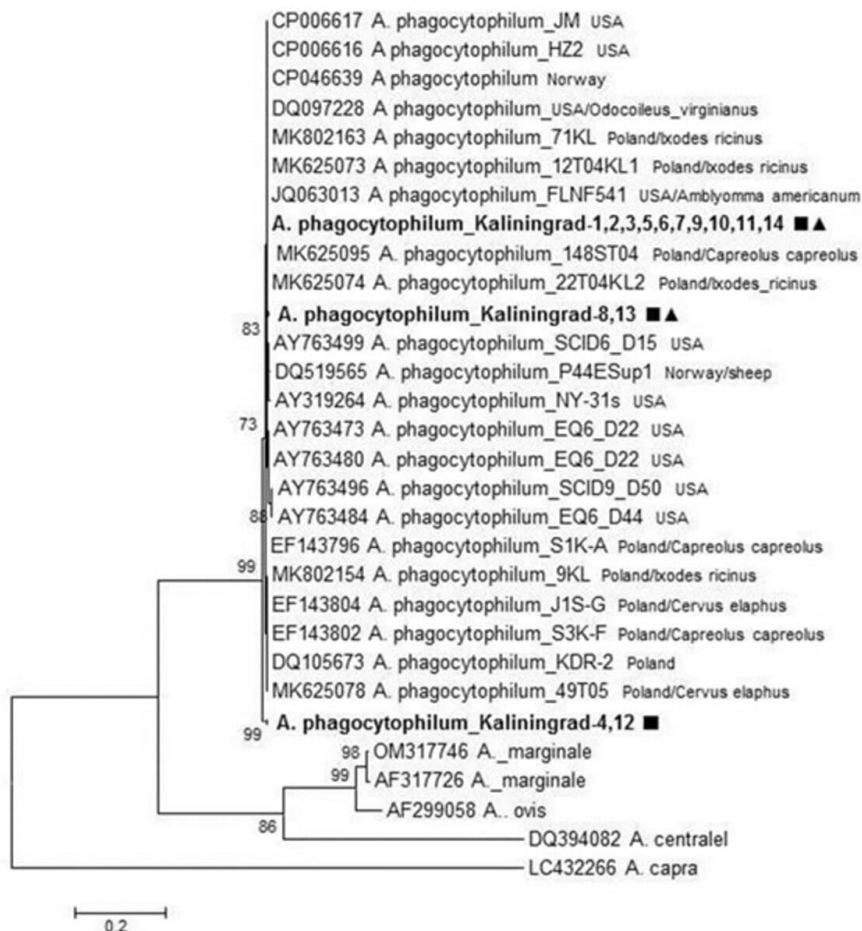 CP006617 A. phagocytophilum_JM USA
CP006616 A. phagocytophilum_HZ2 USA
CP046639 A phagocytophilum Norway
DQ097228 A phagocytophilum_USA/Odocoileus_virginianus
MK802163 A phagocytophilum_71KL Poland/Ixodes ricinus
MK625073 A phagocytophilum_12T04KL1 Poland/Ixodes ricinus
JQ063013 A phagocytophilum_FLNF541 USA/Amblyomma americanum
A. phagocytophilum_Kaliningrad-1,2,3,5,6,7,9,10,11,14 ■▲
MK625095 A. phagocytophilum_148ST04 Poland/Capreolus capreolus
MK625074 A. phagocytophilum_22T04KL2 Poland/Ixodes_ricinus
A. phagocytophilum_Kaliningrad-8,13 ■▲
83
AY763499 A. phagocytophilum_SCID6_D15 USA
DQ519565 A. phagocytophilum_P44ESup1 Norway/sheep
AY319264 A. phagocytophilum_NY-31s USA
73
AY763473 A. phagocytophilum_EQ6_D22 USA
AY763480 A. phagocytophilum_EQ6_D22 USA
AY763496 A. phagocytophilum_SCID9_D50 USA
88
AY763484 A. phagocytophilum_EQ6_D44 USA
EF143796 A. phagocytophilum_S1K-A Poland/Capreolus capreolus
99
MK802154 A. phagocytophilum_9KL Poland/Ixodes ricinus
EF143804 A. phagocytophilum_J1S-G Poland/Cervus elaphus
EF143802 A. phagocytophilum_S3K-F Poland/Capreolus capreolus
DQ105673 A. phagocytophilum_KDR-2 Poland
MK625078 A. phagocytophilum_49T05 Poland/Cervus elaphus
A. phagocytophilum_Kaliningrad-4,12 ■
99
98 OM317746 A._marginale
99
AF317726 A._marginale
AF299058 A.. ovis
86
DQ394082 A. centralel
LC432266 A. capra
0.2